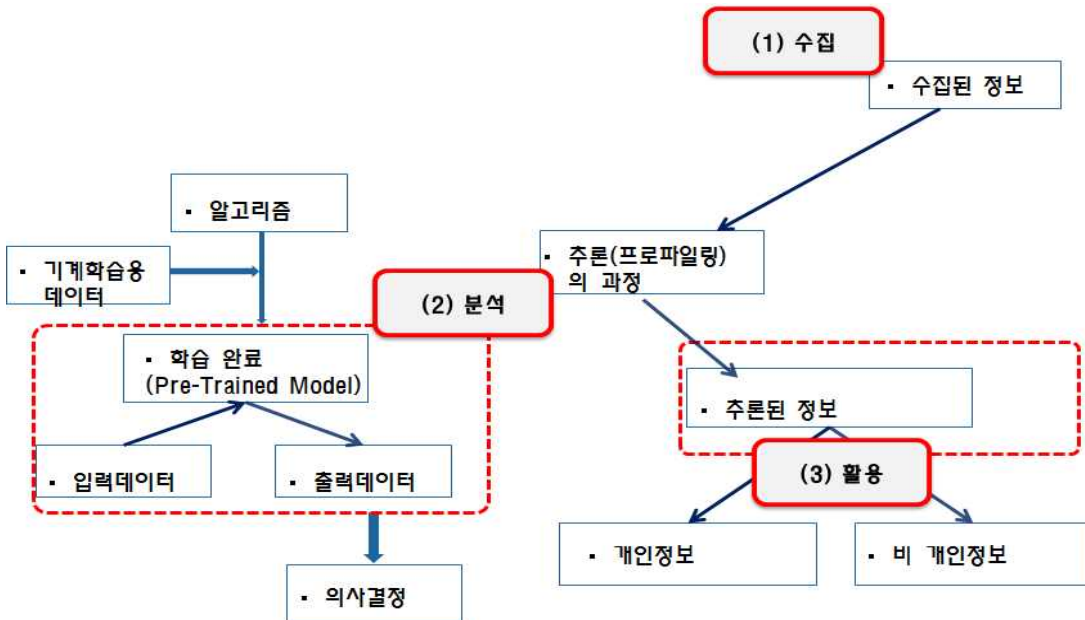 (1) 수집
▪ 수집된 정보
▪ 알고리즘
▪ 기계학습용
데이터
▪ 추론(프로파일링)
의 과정
(2) 분석
▪ 학습 완료
(Pre-Trained Model)
▪ 추론된 정보
▪ 입력데이터
▪ 출력데이터
(3) 활용
▪ 개인정보
▪ 비 개인정보
▪ 의사결정